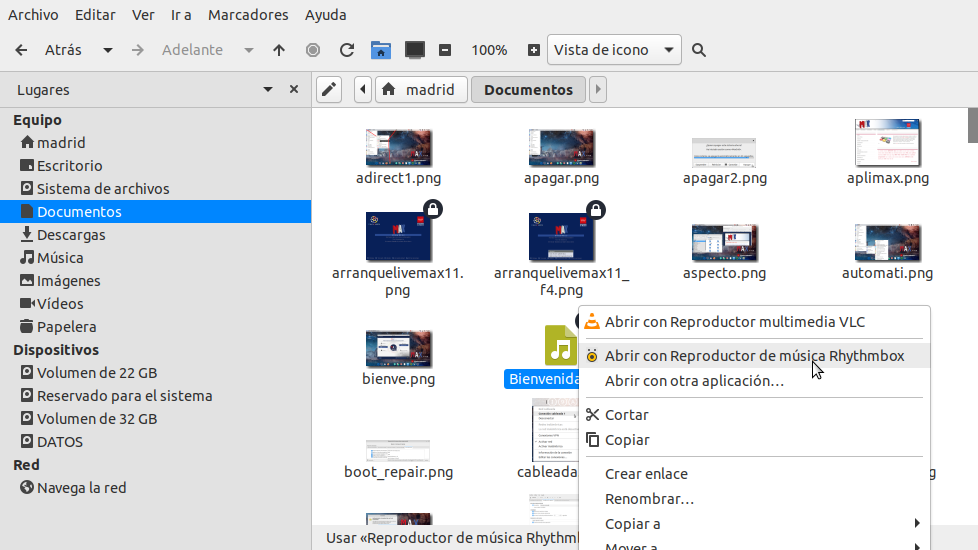 Archivo Editar Ver Ir a Marcadores Ayuda
Atrás Adelante 100% Vista de icono
Lugares
madrid Documentos
Equipo
madrid
Escritorio
Sistema de archivos
Documentos
Descargas
Música
Imágenes
Vídeos
Papelera
Dispositivos
Volumen de 22 GB
Reservado para el sistema
Volumen de 32 GB
DATOS
Red
Navega la red
adirect1.png apagar.png apagar2.png aplimax.png
arranquelivemax11.
png
arranquelivemax11_
f4.png
aspecto.png automati.png
bienve.png Bienvenida
boot_repair.png cableada
Abrir con Reproductor multimedia VLC
Abrir con Reproductor de música Rhythmbox
Abrir con otra aplicación...
Cortar
Copiar
Crear enlace
Renombrar...
Copiar a
Mover a
Usar «Reproductor de música Rhythm